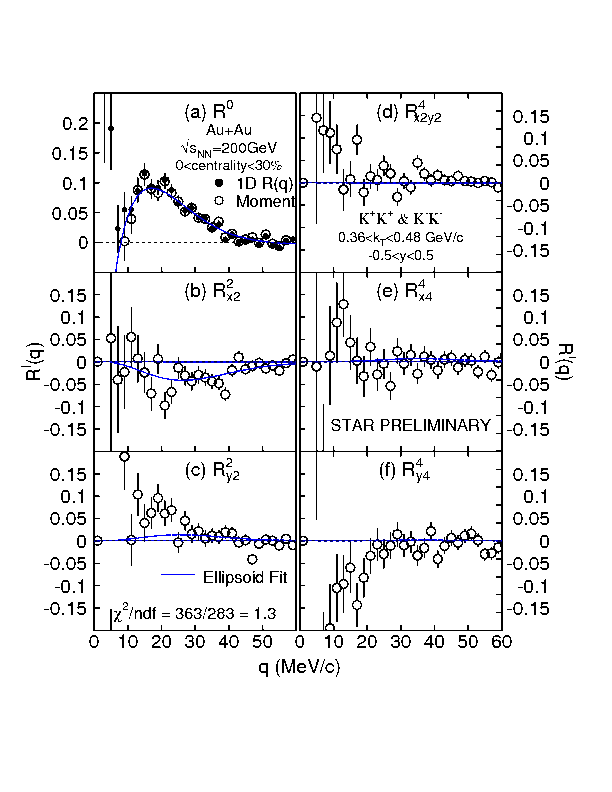 (a) R⁰
Au+Au
√s_NN=200GeV
0<centrality<30%
1D R(q)
Moment
0.2
0.15
0.1
0.05
0
(d) R⁴_x2y2
K⁺K⁺ & K⁻K⁻
0.36<k_T<0.48 GeV/c
-0.5<y<0.5
0.15
0.1
0.05
0
-0.05
-0.1
-0.15
(b) R²_x2
0.15
0.1
0.05
0
-0.05
-0.1
-0.15
R^l(q)
(e) R⁴_x4
STAR PRELIMINARY
0.15
0.1
0.05
0
-0.05
-0.1
-0.15
R^l(q)
(c) R²_y2
Ellipsoid Fit
χ²/ndf = 363/283 = 1.3
0.15
0.1
0.05
0
-0.05
-0.1
-0.15
(f) R⁴_y4
0.15
0.1
0.05
0
-0.05
-0.1
-0.15
0 10 20 30 40 50 0 10 20 30 40 50 60
q (MeV/c)